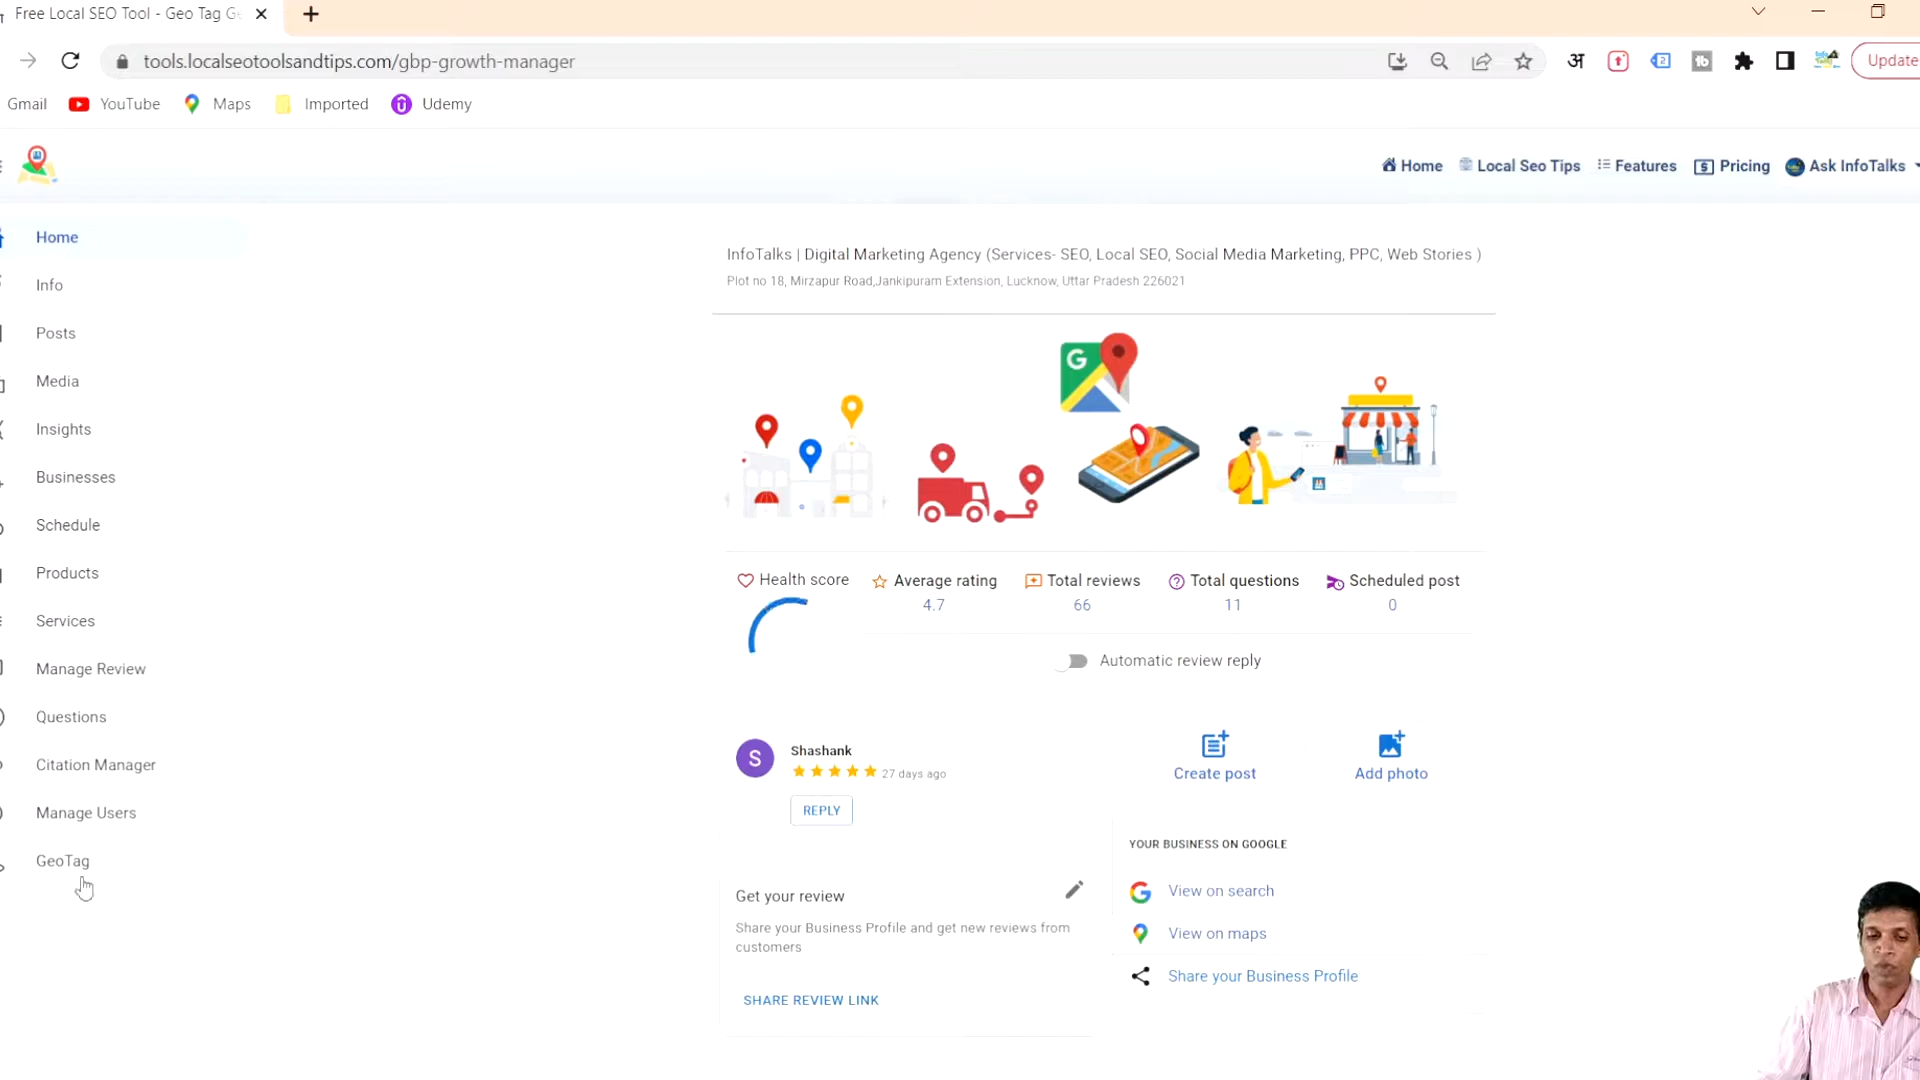 Free Local SEO Tool - Geo Tag G
tools.localseotoolsandtips.com/gbp-growth-manager
अ
2
Update
Gmail YouTube Maps Imported Udemy
Home Local Seo Tips Features Pricing Ask InfoTalks
Home
Info
Posts
Media
Insights
Businesses
Schedule
Products
Services
Manage Review
Questions
Citation Manager
Manage Users
GeoTag
InfoTalks | Digital Marketing Agency (Services- SEO, Local SEO, Social Media Marketing, PPC, Web Stories )
Plot no 18, Mirzapur Road,Jankipuram Extension, Lucknow, Uttar Pradesh 226021
G
Health score
Average rating
4.7
Total reviews
66
Total questions
11
Scheduled post
0
Automatic review reply
S
Shashank
27 days ago
REPLY
Create post
Add photo
Get your review
Share your Business Profile and get new reviews from
customers
SHARE REVIEW LINK
YOUR BUSINESS ON GOOGLE
View on search
View on maps
Share your Business Profile